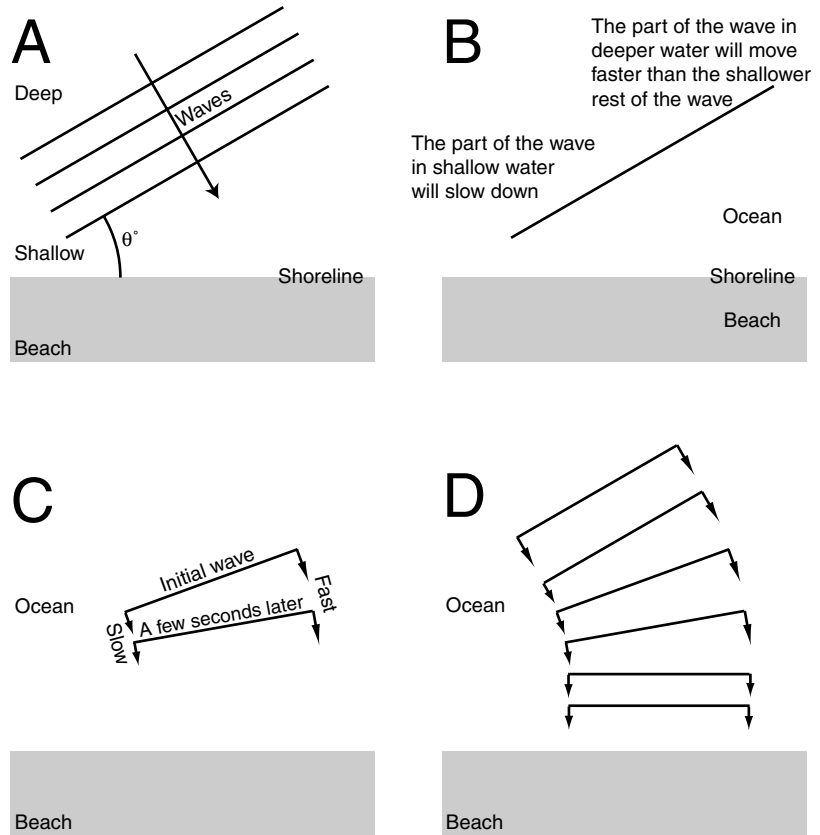 A
Deep
Waves
Shallow
θ°
Shoreline
Beach
B
The part of the wave in
deeper water will move
faster than the shallower
rest of the wave
The part of the wave
in shallow water
will slow down
Ocean
Shoreline
Beach
C
Initial wave
Fast
Ocean
A few seconds later
Slow
Beach
D
Ocean
Beach